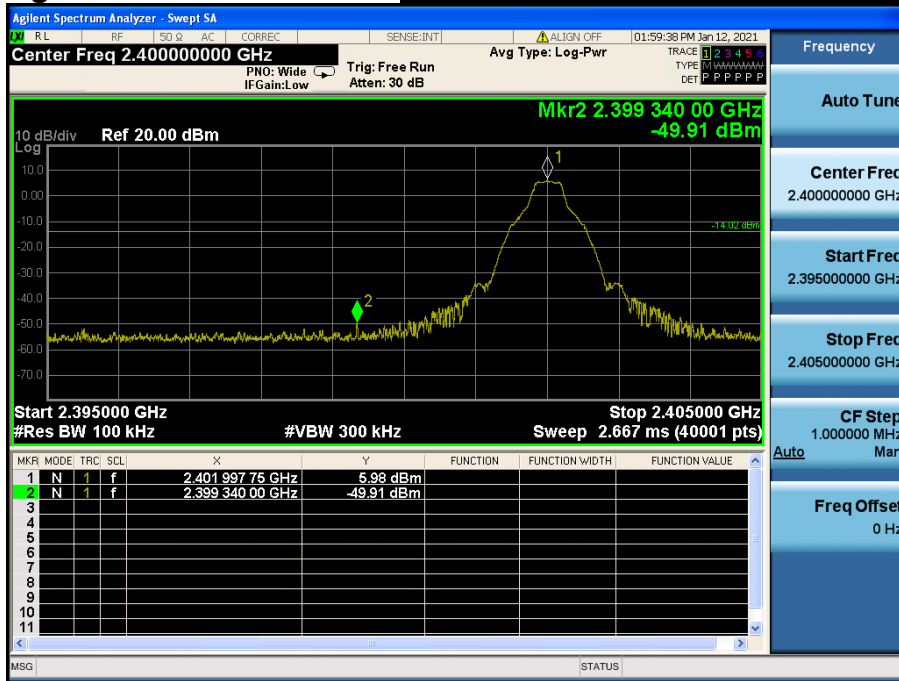 Agilent Spectrum Analyzer - Swept SA
LXI RL RF 50 Ω AC CORREC SENSE:INT ALIGN OFF 01:59:38 PM Jan 12, 2021
Center Freq 2.400000000 GHz
PNO: Wide
IFGain:Low
Trig: Free Run
Atten: 30 dB
Avg Type: Log-Pwr
TRACE 1 2 3 4 5 6
TYPE M WWWWW
DET P P P P P P
Mkr2 2.399 340 00 GHz
-49.91 dBm
10 dB/div Ref 20.00 dBm
Log
10.0
0.00
-10.0
-20.0
-30.0
-40.0
-50.0
-60.0
-70.0
1
2
-14.02 dBm
Start 2.395000 GHz Stop 2.405000 GHz
#Res BW 100 kHz #VBW 300 kHz Sweep 2.667 ms (40001 pts)
MKR MODE TRC SCL X Y FUNCTION FUNCTION WIDTH FUNCTION VALUE
1 N 1 f 2.401 997 75 GHz 5.98 dBm
2 N 1 f 2.399 340 00 GHz -49.91 dBm
3
4
5
6
7
8
9
10
11
MSG STATUS
Frequency
Auto Tune
Center Freq
2.400000000 GHz
Start Freq
2.395000000 GHz
Stop Freq
2.405000000 GHz
CF Step
1.000000 MHz
Auto Man
Freq Offset
0 Hz